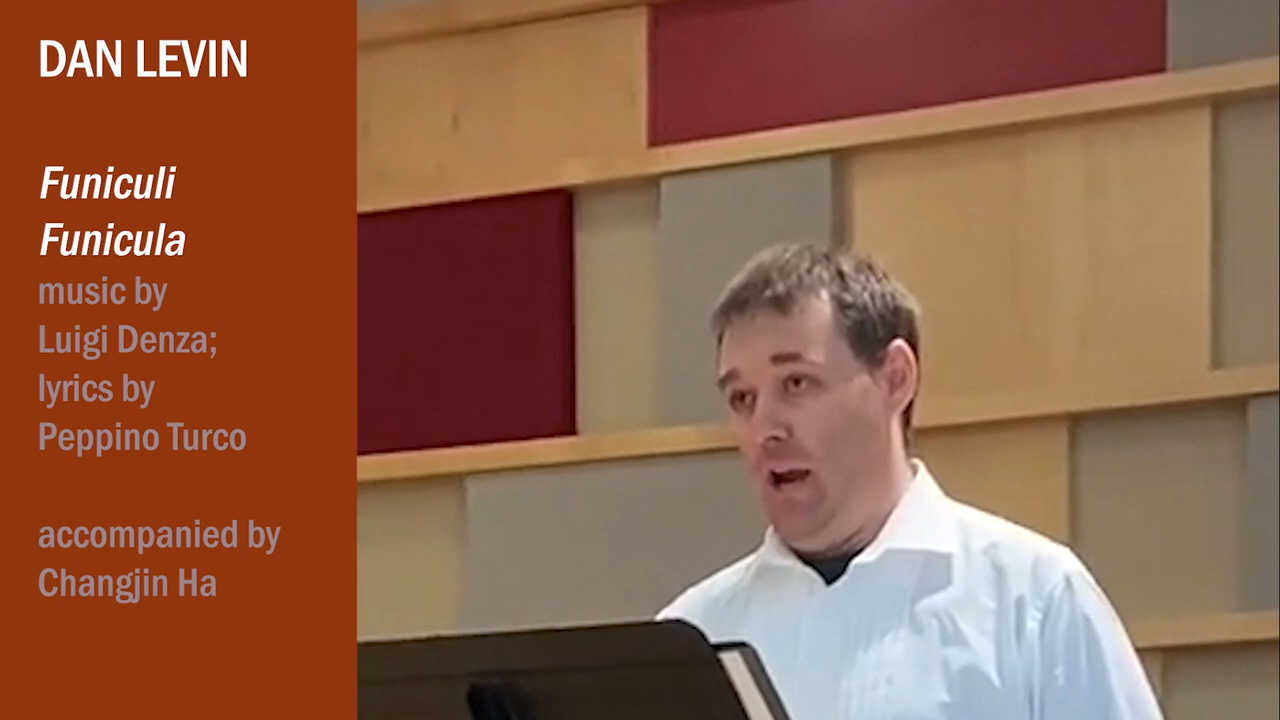 DAN LEVIN
Funiculi
Funicula
music by
Luigi Denza;
lyrics by
Peppino Turco
accompanied by
Changjin Ha